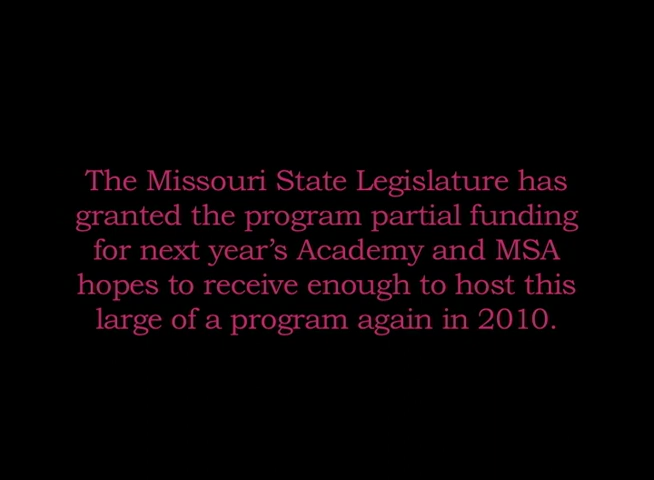 The Missouri State Legislature has
granted the program partial funding
for next year’s Academy and MSA
hopes to receive enough to host this
large of a program again in 2010.